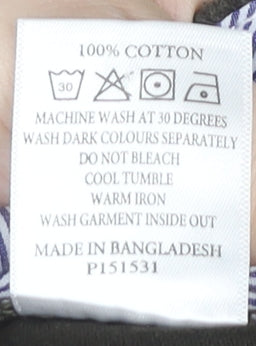 100% COTTON
30
MACHINE WASH AT 30 DEGREES
WASH DARK COLOURS SEPARATELY
DO NOT BLEACH
COOL TUMBLE
WARM IRON
WASH GARMENT INSIDE OUT
MADE IN BANGLADESH
P151531